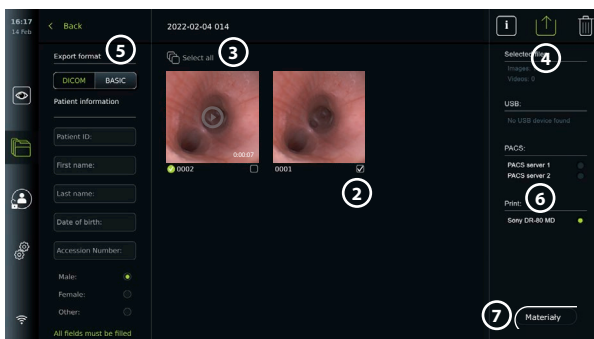 16:17
14 Feb
Back
2022-02-04 014
i
Export format
5
DICOM BASIC
Patient information
Patient ID:
First name:
Last name:
Date of birth:
Accession Number:
Male:
Female:
Other:
All fields must be filled
Select all
3
0:00:07
0002
0001
2
Selected files:
4
Images:
Videos: 0
USB:
No USB device found
PACS:
PACS server 1
PACS server 2
Print:
6
Sony DR-80 MD
7
Materiały